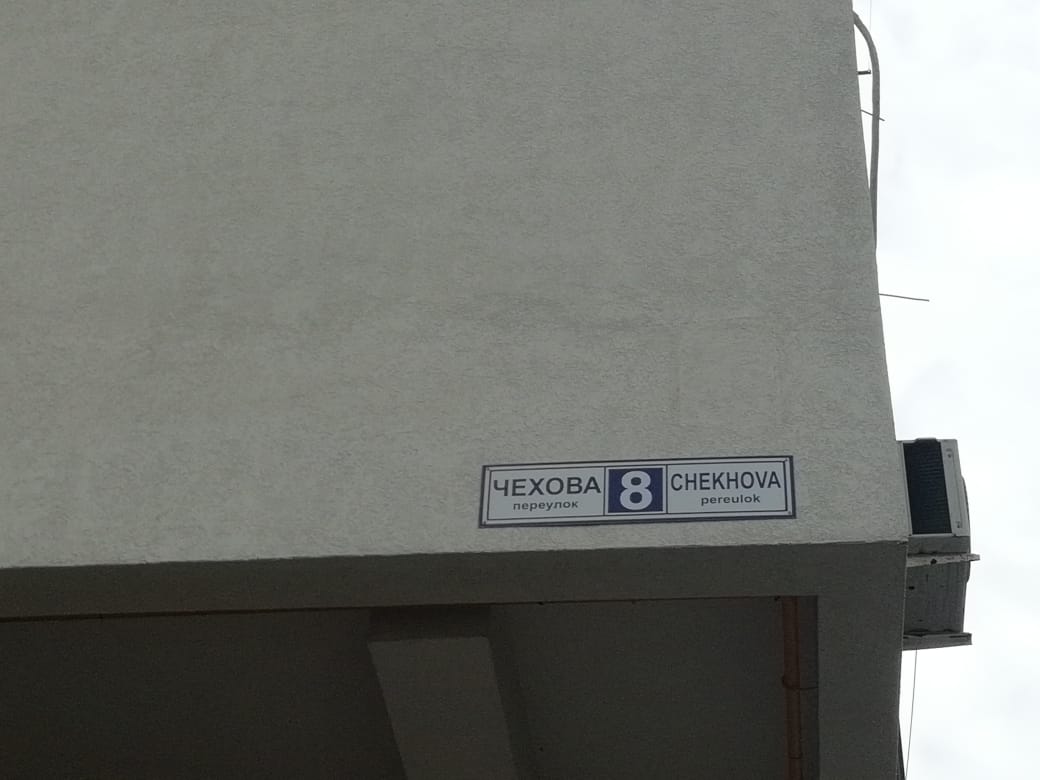 ЧЕХОВА
переулок
8
CHEKHOVA
pereulok